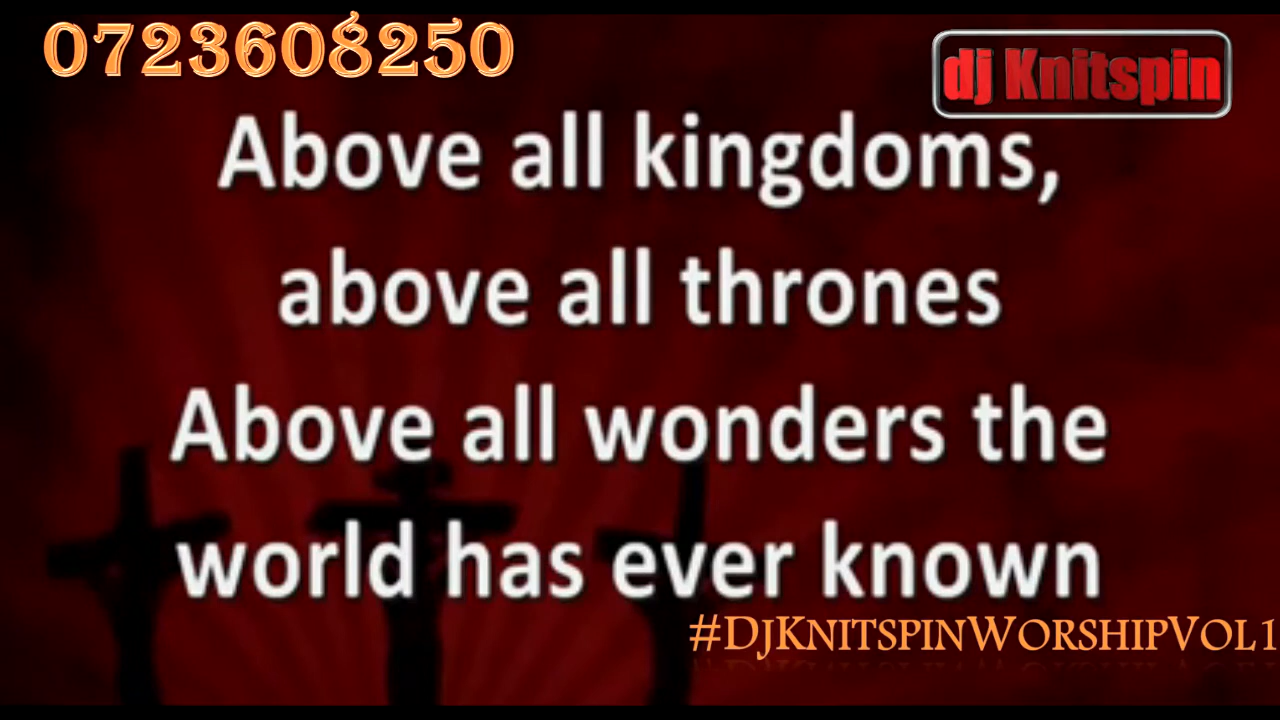 0723608250
dj Knitspin
Above all kingdoms,
above all thrones
Above all wonders the
world has ever known
#DjKnitspinWorshipVol1